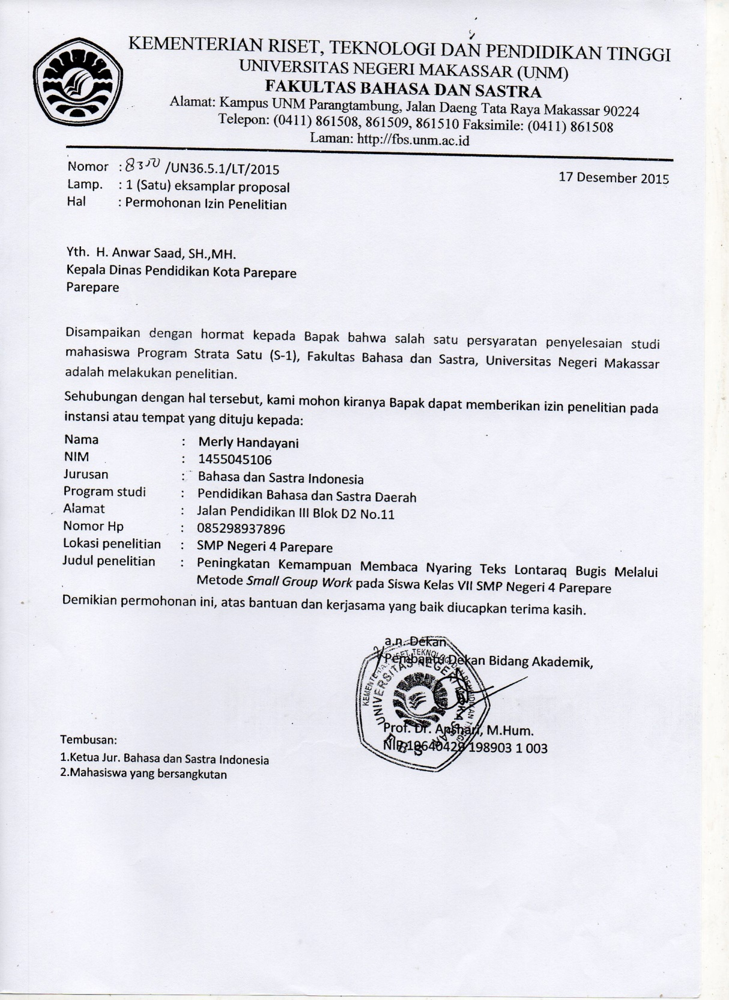 KEMENTERIAN RISET, TEKNOLOGI DAN PENDIDIKAN TINGGI
UNIVERSITAS NEGERI MAKASSAR (UNM)
FAKULTAS BAHASA DAN SASTRA
Alamat: Kampus UNM Parangtambung, Jalan Daeng Tata Raya Makassar 90224
Telepon: (0411) 861508, 861509, 861510 Faksimile: (0411) 861508
Laman: http://fbs.unm.ac.id
Nomor : /UN36.5.1/LT/2015
17 Desember 2015
Lamp. : 1 (Satu) eksamplar proposal
Hal : Permohonan Izin Penelitian
Yth. H. Anwar Saad, SH.,MH.
Kepala Dinas Pendidikan Kota Parepare
Parepare
Disampaikan dengan hormat kepada Bapak bahwa salah satu persyaratan penyelesaian studi
mahasiswa Program Strata Satu (S-1), Fakultas Bahasa dan Sastra, Universitas Negeri Makassar
adalah melakukan penelitian.
Sehubungan dengan hal tersebut, kami mohon kiranya Bapak dapat memberikan izin penelitian pada
instansi atau tempat yang dituju kepada:
Nama : Merly Handayani
NIM : 1455045106
Jurusan : Bahasa dan Sastra Indonesia
Program studi : Pendidikan Bahasa dan Sastra Daerah
Alamat : Jalan Pendidikan III Blok D2 No.11
Nomor Hp : 085298937896
Lokasi penelitian : SMP Negeri 4 Parepare
Judul penelitian : Peningkatan Kemampuan Membaca Nyaring Teks Lontaraq Bugis Melalui
Metode Small Group Work pada Siswa Kelas VII SMP Negeri 4 Parepare
Demikian permohonan ini, atas bantuan dan kerjasama yang baik diucapkan terima kasih.
a.n. Dekan
Pembantu Dekan Bidang Akademik,
UNIVERSITAS NEGERI MAKASSAR
FBS
Prof. Dr. Anshari, M.Hum.
NIP 19640429 198903 1 003
Tembusan:
1.Ketua Jur. Bahasa dan Sastra Indonesia
2.Mahasiswa yang bersangkutan